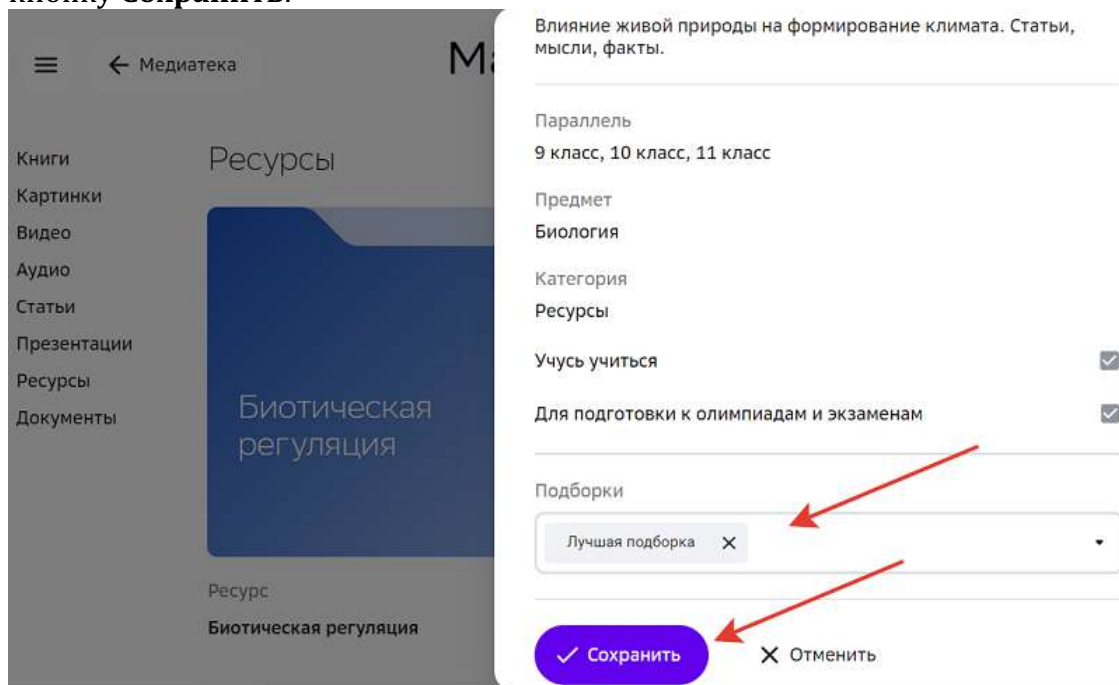 кнопку Сохранить.
← Медиатека
Ма
Книги
Картинки
Видео
Аудио
Статьи
Презентации
Ресурсы
Документы
Ресурсы
Биотическая
регуляция
Ресурс
Биотическая регуляция
Влияние живой природы на формирование климата. Статьи,
мысли, факты.
Параллель
9 класс, 10 класс, 11 класс
Предмет
Биология
Категория
Ресурсы
Учусь учиться
Для подготовки к олимпиадам и экзаменам
Подборки
Лучшая подборка
Сохранить
Отменить